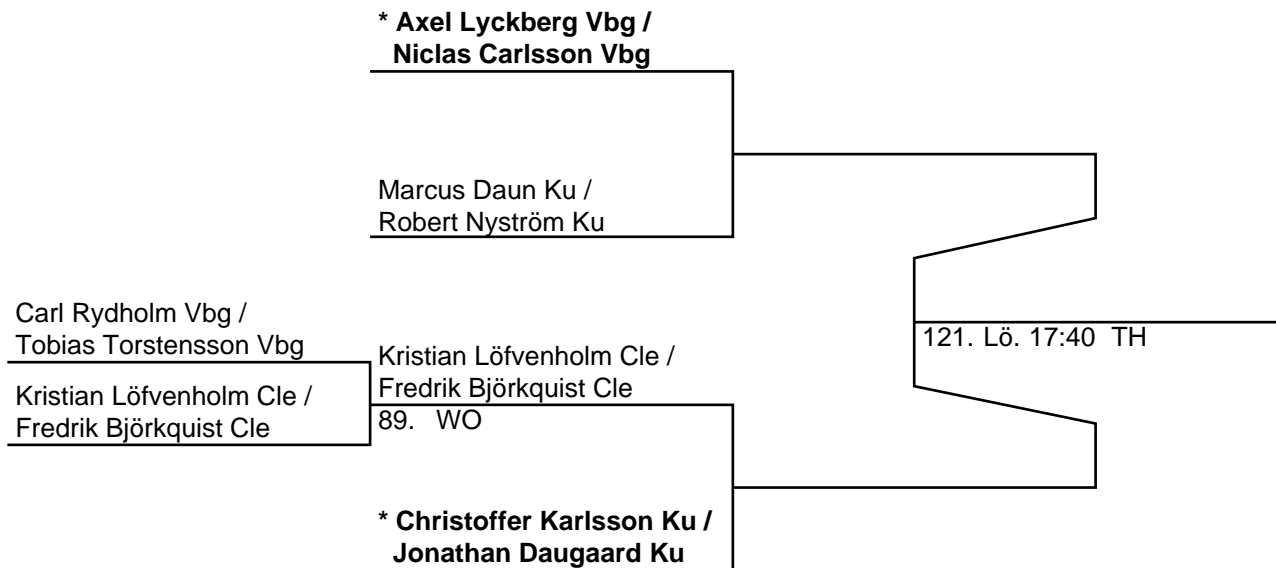 * Axel Lyckberg Vbg /
Niclas Carlsson Vbg
Marcus Daun Ku /
Robert Nyström Ku
Carl Rydholm Vbg /
Tobias Torstensson Vbg
Kristian Löfvenholm Cle /
Fredrik Björkquist Cle
Kristian Löfvenholm Cle /
Fredrik Björkquist Cle
89. WO
* Christoffer Karlsson Ku /
Jonathan Daugaard Ku
121. Lö. 17:40 TH